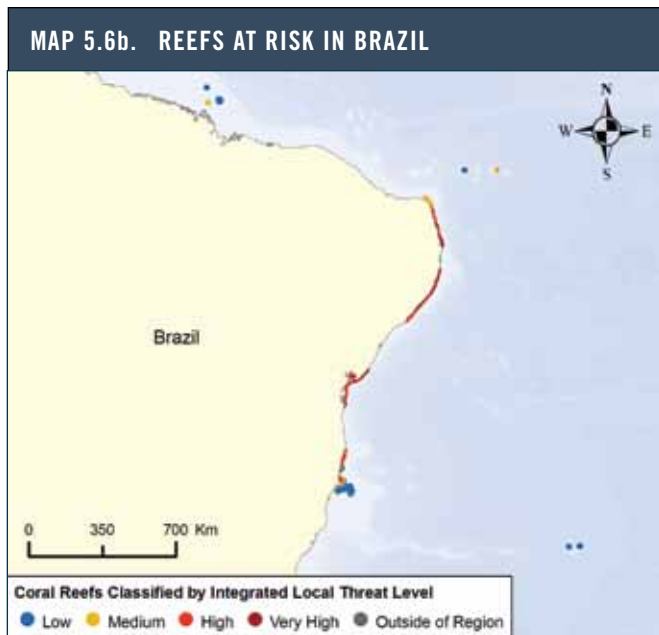 MAP 5.6b. REEFS AT RISK IN BRAZIL
N
W E
S
Brazil
0 350 700 Km
Coral Reefs Classified by Integrated Local Threat Level
Low Medium High Very High Outside of Region